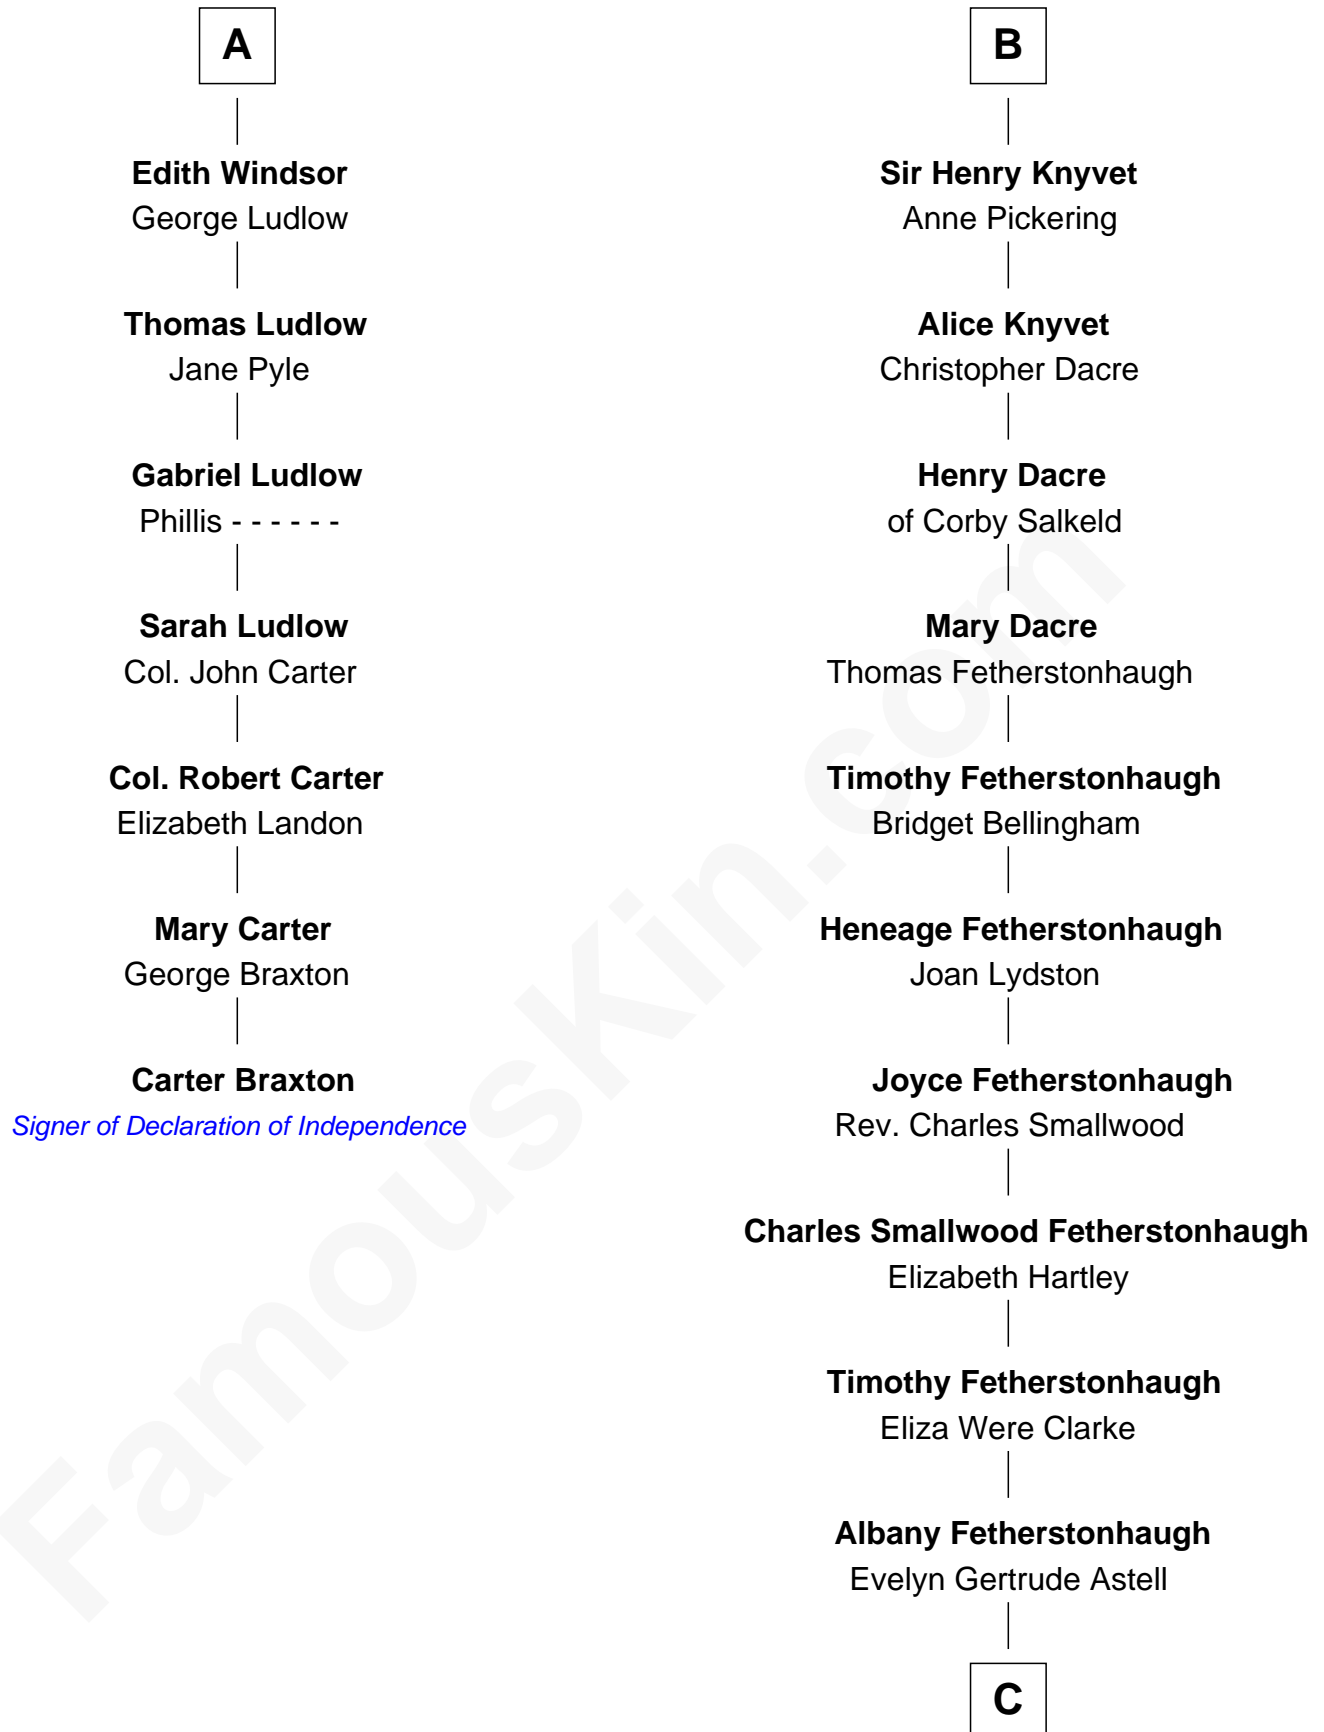 A
Edith Windsor
George Ludlow
Thomas Ludlow
Jane Pyle
Gabriel Ludlow
Phillis - - - - - -
Sarah Ludlow
Col. John Carter
Col. Robert Carter
Elizabeth Landon
Mary Carter
George Braxton
Carter Braxton
Signer of Declaration of Independence
B
Sir Henry Knyvet
Anne Pickering
Alice Knyvet
Christopher Dacre
Henry Dacre
of Corby Salkeld
Mary Dacre
Thomas Fetherstonhaugh
Timothy Fetherstonhaugh
Bridget Bellingham
Heneage Fetherstonhaugh
Joan Lydston
Joyce Fetherstonhaugh
Rev. Charles Smallwood
Charles Smallwood Fetherstonhaugh
Elizabeth Hartley
Timothy Fetherstonhaugh
Eliza Were Clarke
Albany Fetherstonhaugh
Evelyn Gertrude Astell
C
FamousKin.com